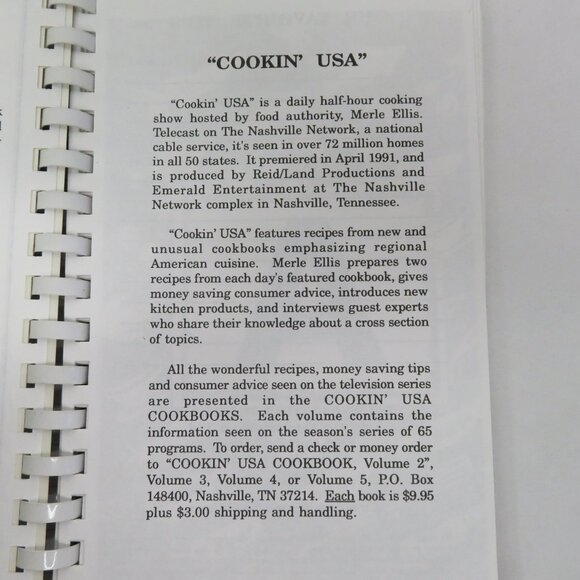 "COOKIN' USA"
"Cookin' USA" is a daily half-hour cooking
show hosted by food authority, Merle Ellis.
Telecast on The Nashville Network, a national
cable service, it's seen in over 72 million homes
in all 50 states. It premiered in April 1991, and
is produced by Reid/Land Productions and
Emerald Entertainment at The Nashville
Network complex in Nashville, Tennessee.
"Cookin' USA" features recipes from new and
unusual cookbooks emphasizing regional
American cuisine. Merle Ellis prepares two
recipes from each day's featured cookbook, gives
money saving consumer advice, introduces new
kitchen products, and interviews guest experts
who share their knowledge about a cross section
of topics.
All the wonderful recipes, money saving tips
and consumer advice seen on the television series
are presented in the COOKIN' USA
COOKBOOKS. Each volume contains the
information seen on the season's series of 65
programs. To order, send a check or money order
to "COOKIN' USA COOKBOOK, Volume 2",
Volume 3, Volume 4, or Volume 5, P.O. Box
148400, Nashville, TN 37214. Each book is $9.95
plus $3.00 shipping and handling.